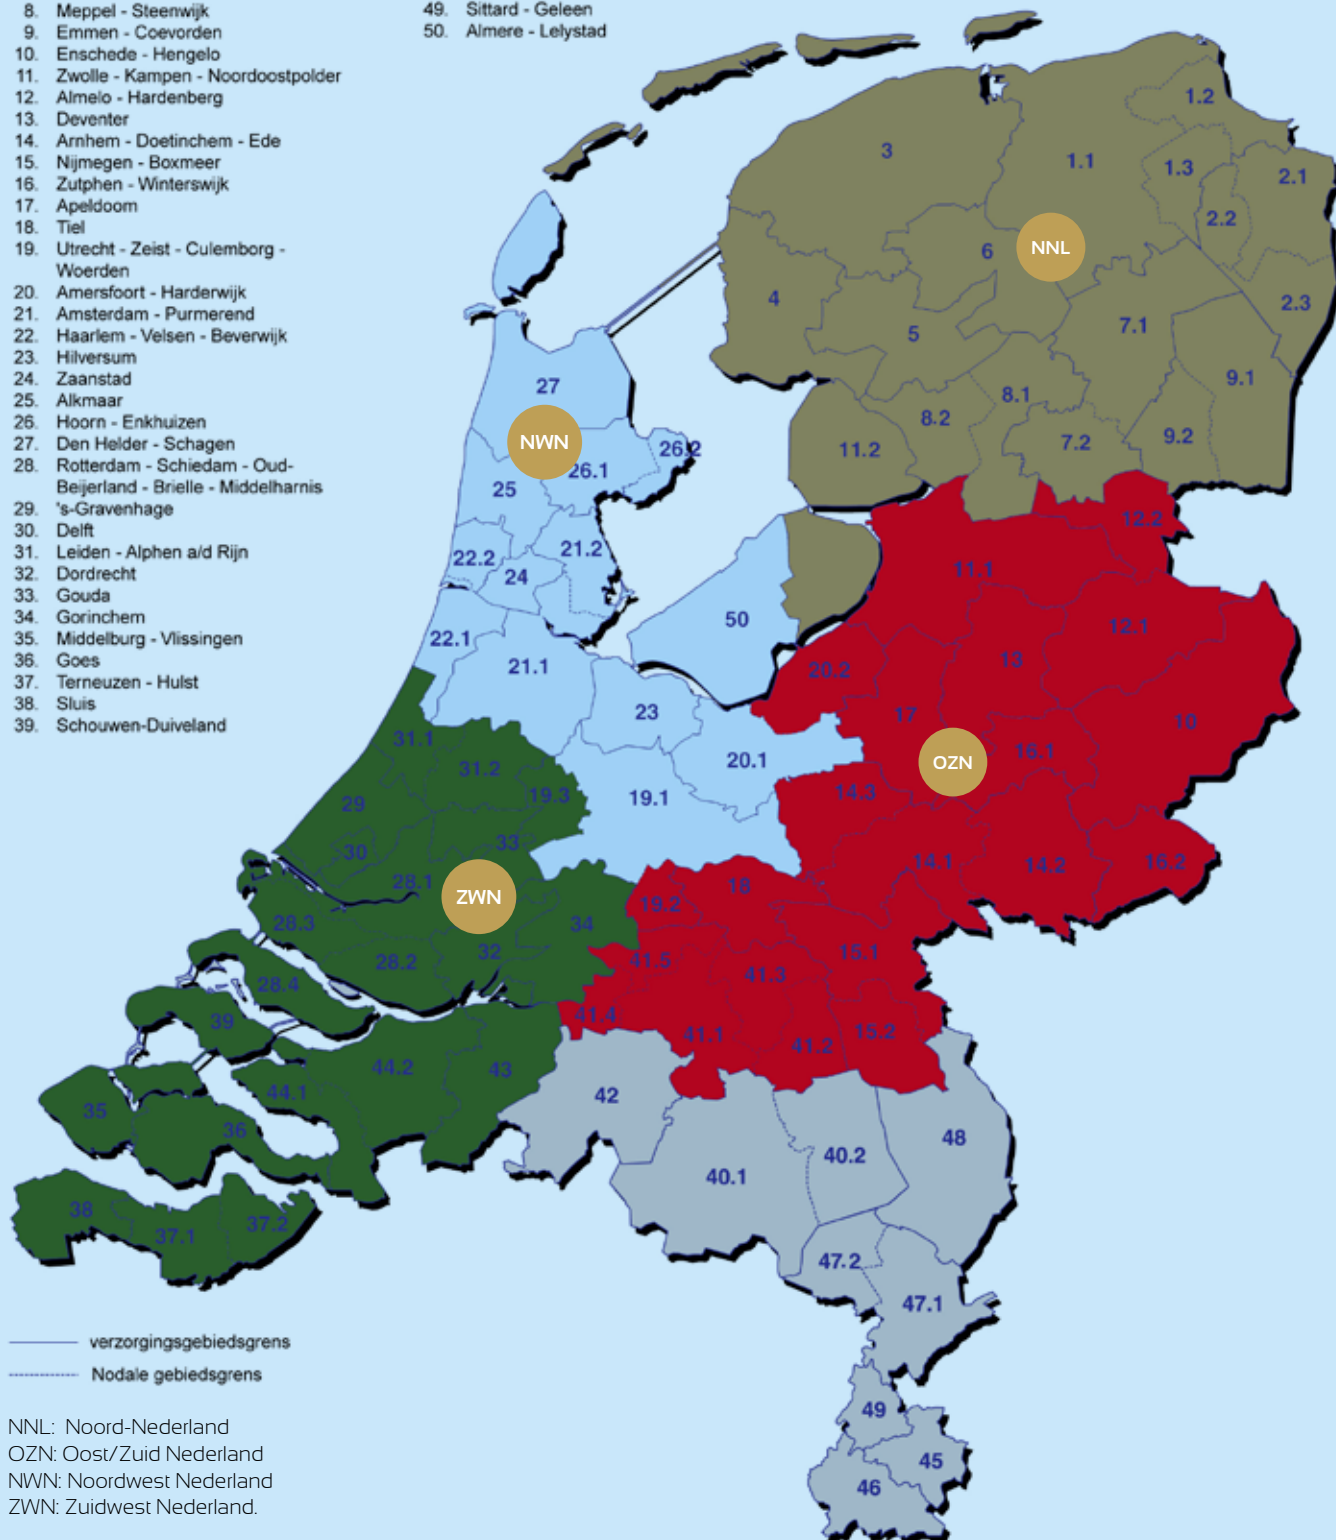 8. Meppel - Steenwijk
9. Emmen - Coevorden
10. Enschede - Hengelo
11. Zwolle - Kampen - Noordoostpolder
12. Almelo - Hardenberg
13. Deventer
14. Arnhem - Doetinchem - Ede
15. Nijmegen - Boxmeer
16. Zutphen - Winterswijk
17. Apeldoorn
18. Tiel
19. Utrecht - Zeist - Culemborg -
Woerden
20. Amersfoort - Harderwijk
21. Amsterdam - Purmerend
22. Haarlem - Velsen - Beverwijk
23. Hilversum
24. Zaanstad
25. Alkmaar
26. Hoorn - Enkhuizen
27. Den Helder - Schagen
28. Rotterdam - Schiedam - Oud-
Beijerland - Brielle - Middelharnis
29. 's-Gravenhage
30. Delft
31. Leiden - Alphen a/d Rijn
32. Dordrecht
33. Gouda
34. Gorinchem
35. Middelburg - Vlissingen
36. Goes
37. Terneuzen - Hulst
38. Sluis
39. Schouwen-Duiveland
49. Sittard - Geleen
50. Almere - Lelystad
1.2
3
1.1
1.3
2.1
2.2
6
NNL
4
2.3
5
7.1
27
9.1
8.1
8.2
NWN
7.2
9.2
26.2
11.2
26.1
25
12.2
21.2
22.2
11.1
24
50
12.1
22.1
13
21.1
20.2
23
17
10
31.1
16.1
20.1
OZN
31.2
14.3
19.3
19.1
29
33
30
14.1
16.2
14.2
28.1
18
ZWN
19.2
28.3
34
32
15.1
28.2
41.5
41.3
28.4
41.4
39
15.2
41.1
41.2
44.2
43
44.1
42
35
36
48
40.2
40.1
38
37.2
37.1
47.2
47.1
49
45
46
verzorgingsgebiedsgrens
Nodale gebiedsgrens
NNL: Noord-Nederland
OZN: Oost/Zuid Nederland
NWN: Noordwest Nederland
ZWN: Zuidwest Nederland.